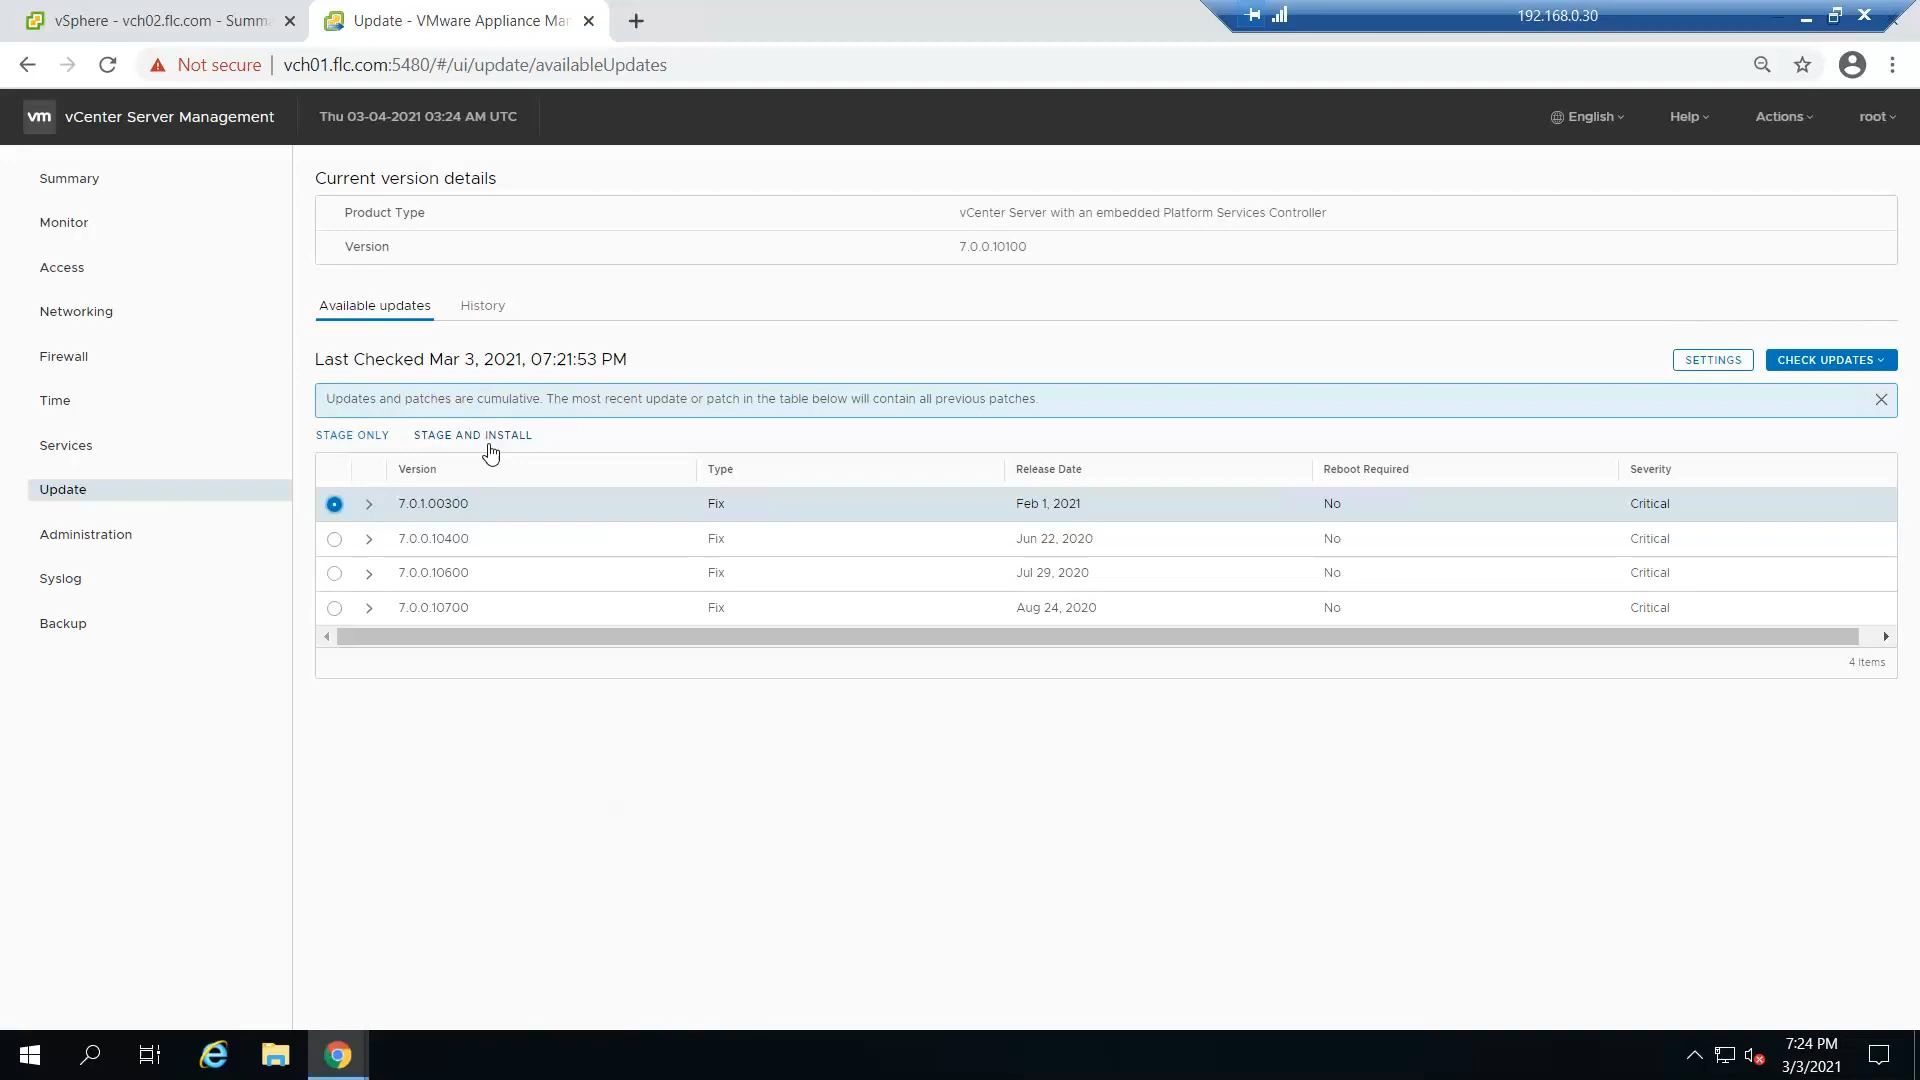 vSphere - vch02.flc.com - Summ
Update - VMware Appliance Man
192.168.0.30
Not secure | vch01.flc.com:5480/#/ui/update/availableUpdates
vm vCenter Server Management
Thu 03-04-2021 03:24 AM UTC
English
Help
Actions
root
Summary
Monitor
Access
Networking
Firewall
Time
Services
Update
Administration
Syslog
Backup
Current version details
Product Type vCenter Server with an embedded Platform Services Controller
Version 7.0.0.10100
Available updates History
Last Checked Mar 3, 2021, 07:21:53 PM
SETTINGS CHECK UPDATES
Updates and patches are cumulative. The most recent update or patch in the table below will contain all previous patches.
STAGE ONLY STAGE AND INSTALL
Version Type Release Date Reboot Required Severity
7.0.1.00300 Fix Feb 1, 2021 No Critical
7.0.0.10400 Fix Jun 22, 2020 No Critical
7.0.0.10600 Fix Jul 29, 2020 No Critical
7.0.0.10700 Fix Aug 24, 2020 No Critical
4 items
7:24 PM
3/3/2021